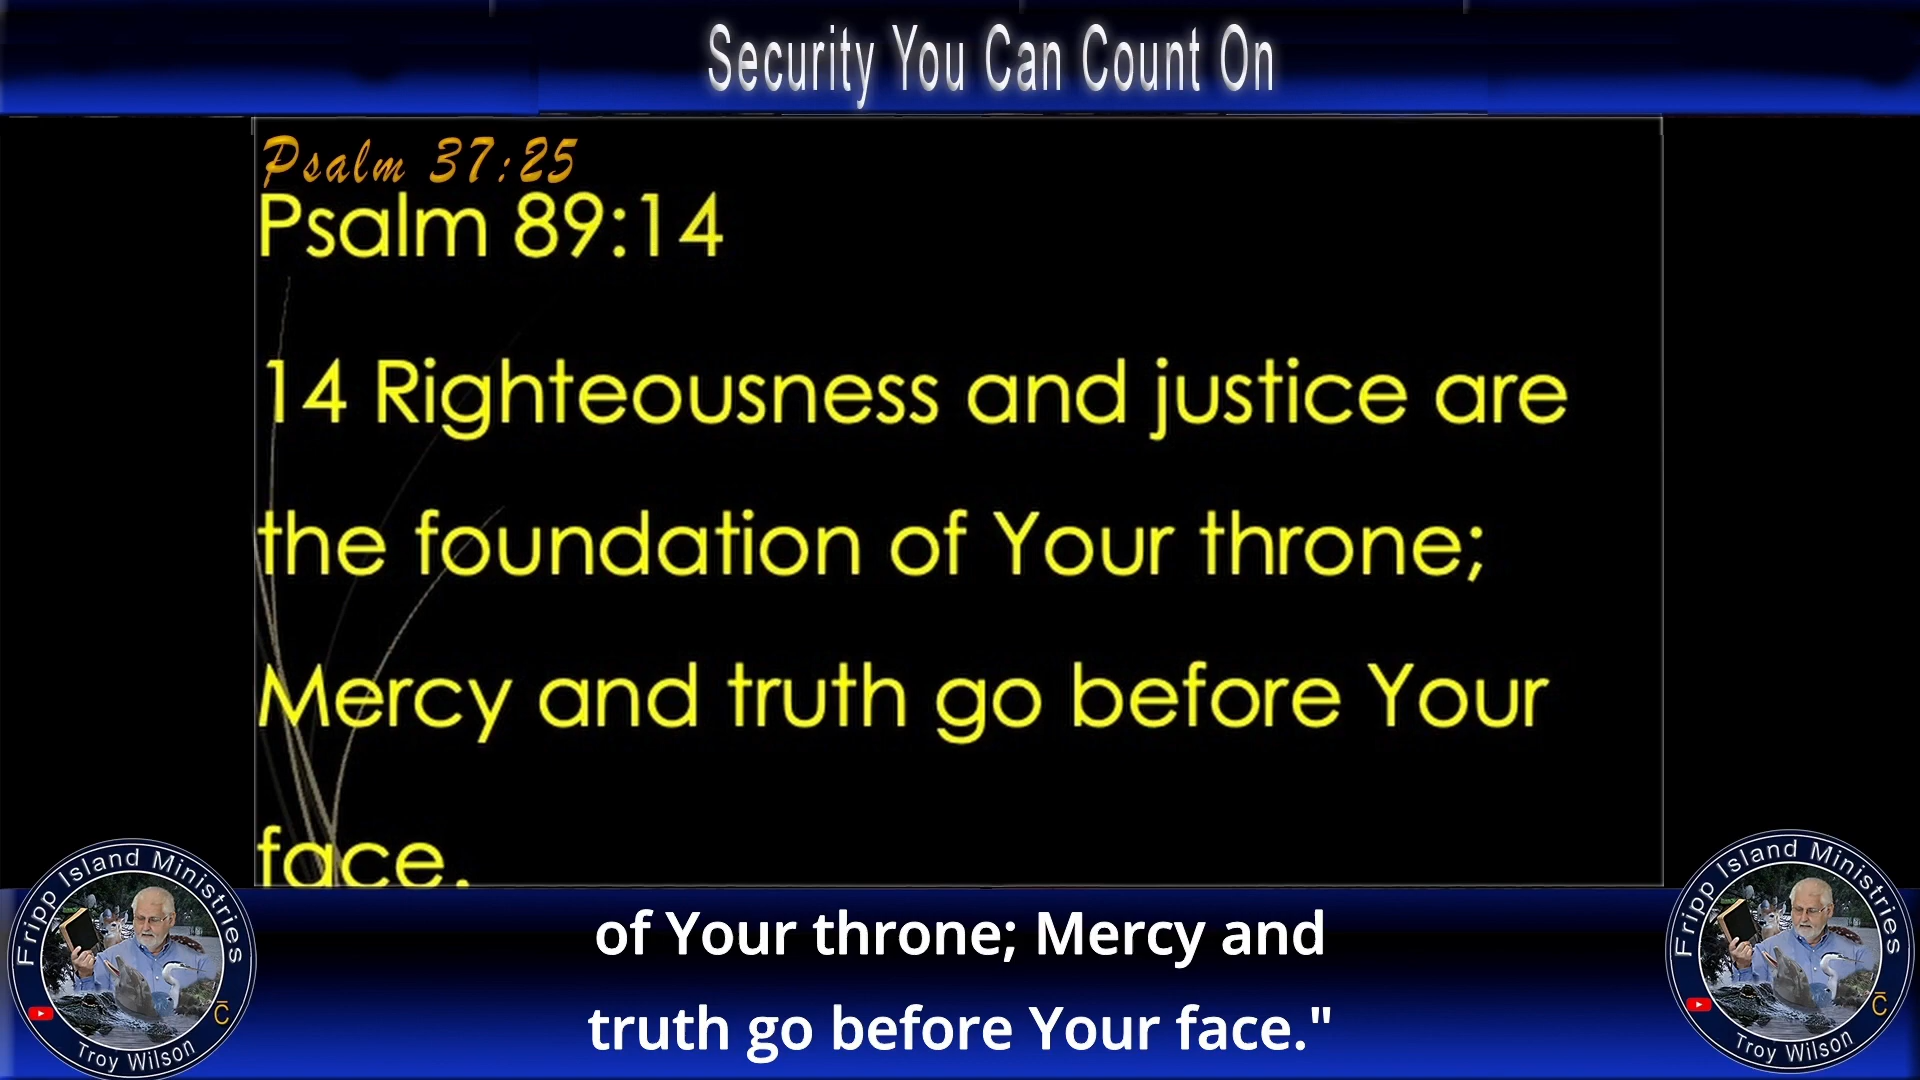 Security You Can Count On
Psalm 37:25
Psalm 89:14
14 Righteousness and justice are
the foundation of Your throne;
Mercy and truth go before Your
face.
of Your throne; Mercy and
truth go before Your face."
Fripp Island Ministries
C̅
Troy Wilson
Fripp Island Ministries
C̅
Troy Wilson